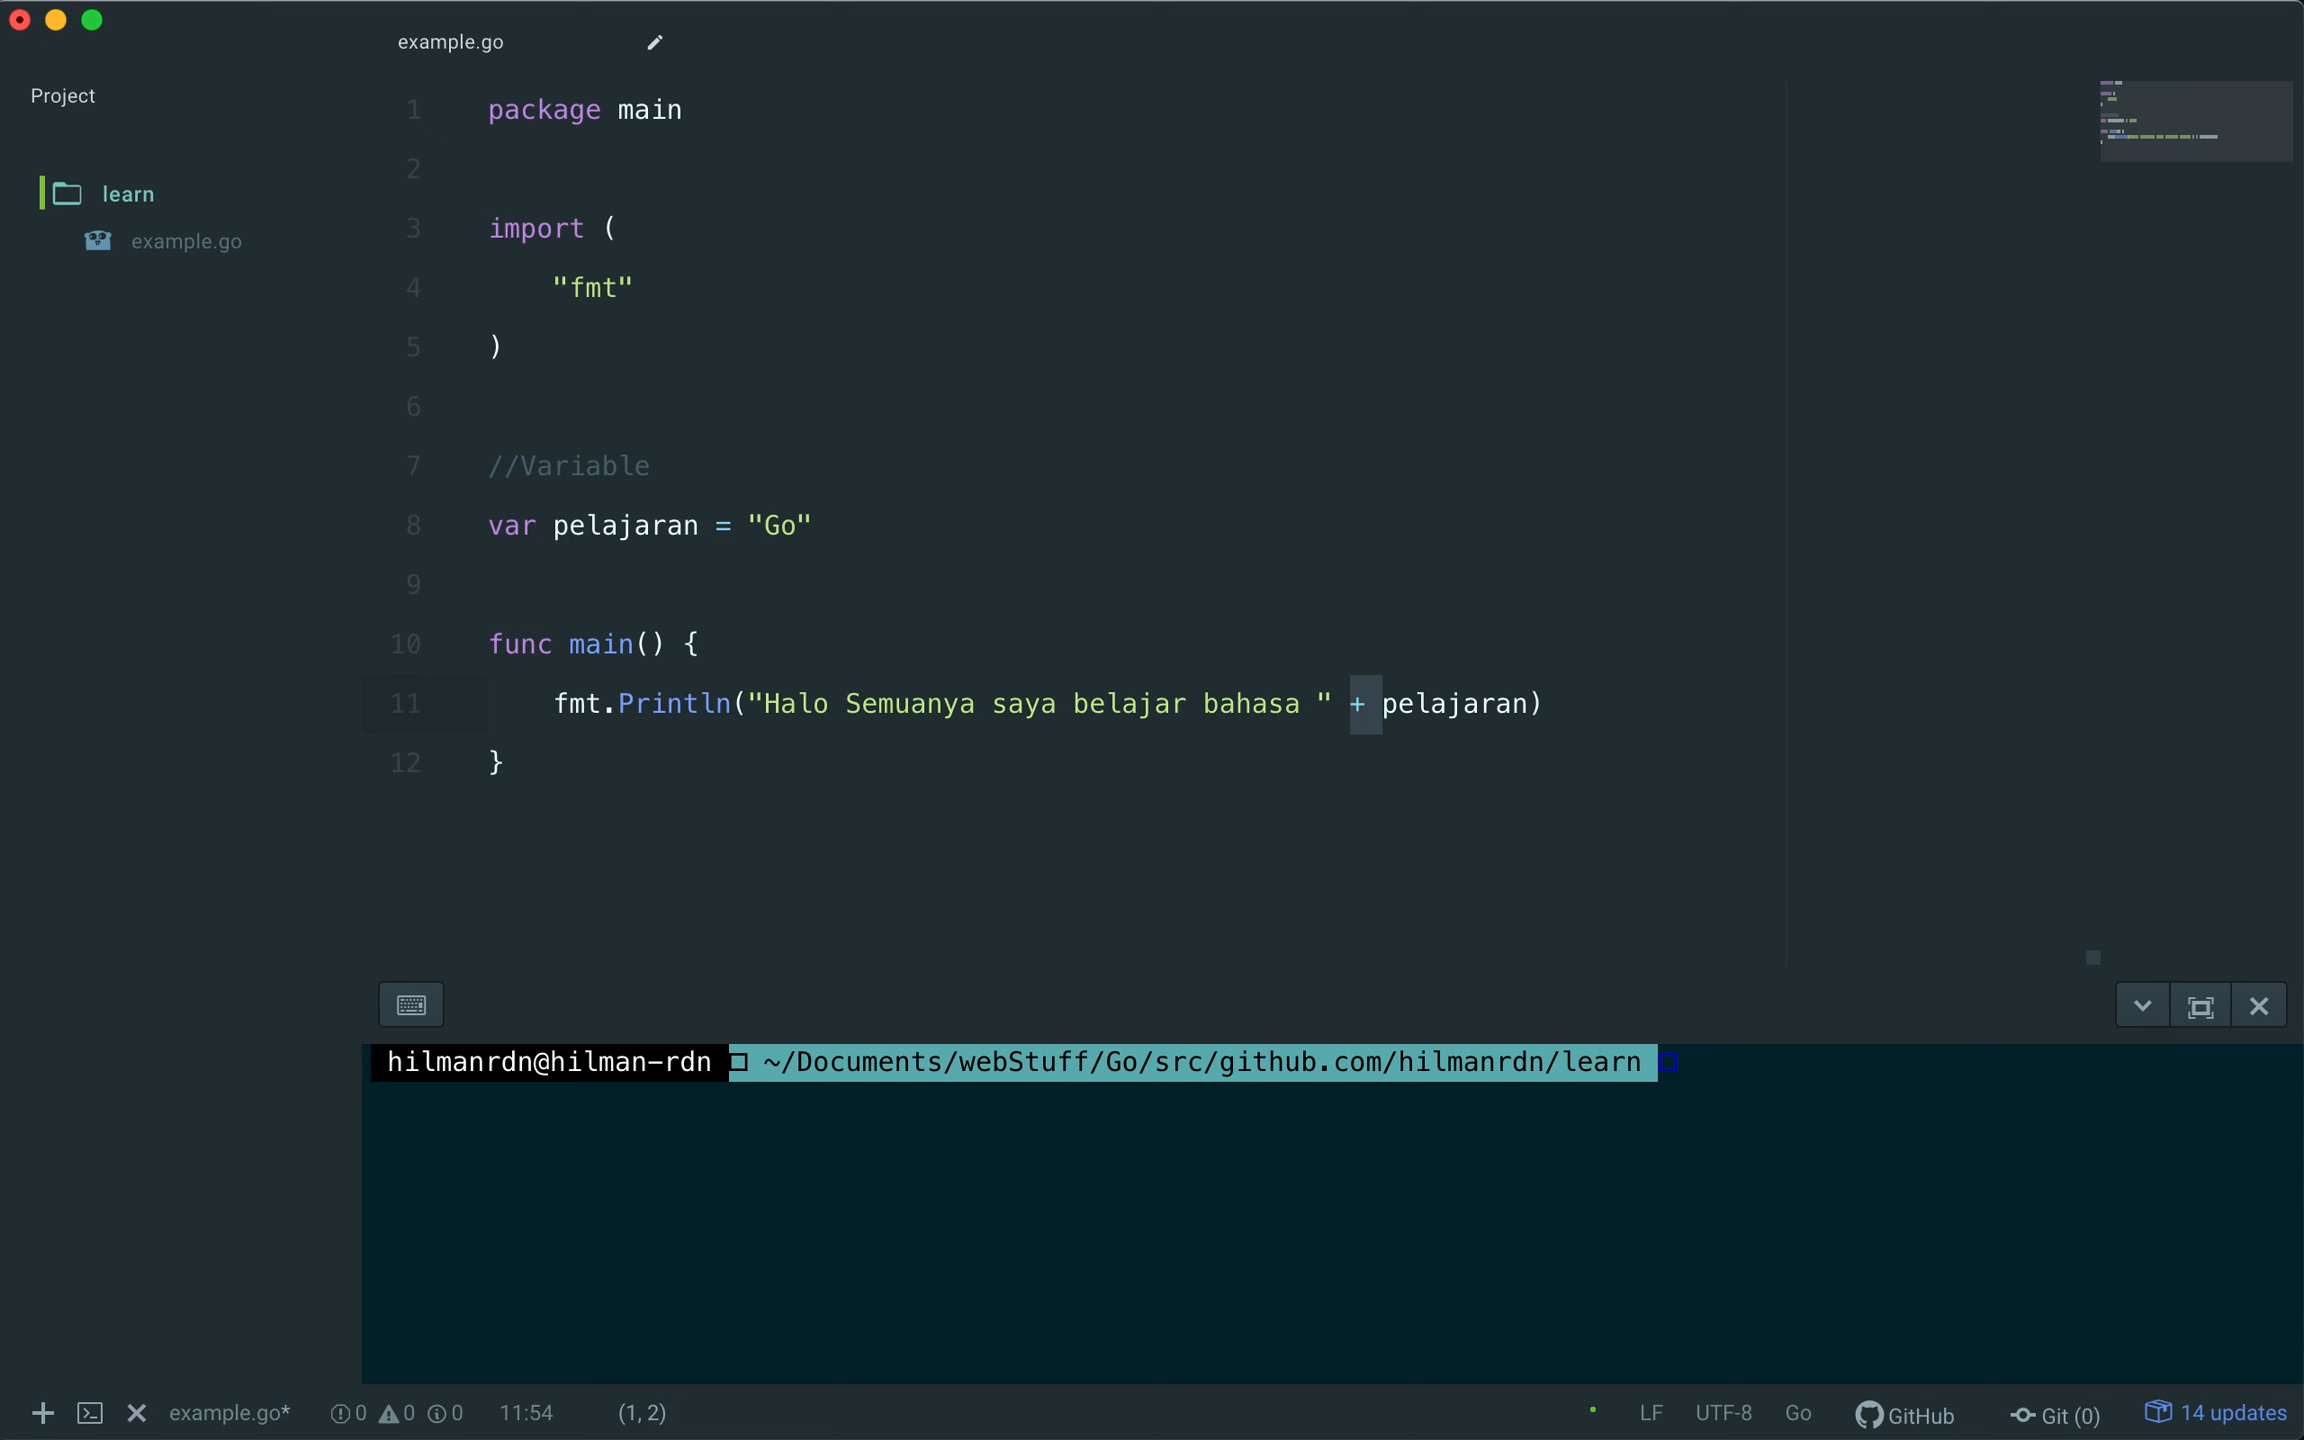 example.go
Project
learn
example.go
1 package main
2
3 import (
4 "fmt"
5 )
6
7 //Variable
8 var pelajaran = "Go"
9
10 func main() {
11 fmt.Println("Halo Semuanya saya belajar bahasa " + pelajaran)
12 }
hilmanrdn@hilman-rdn ~/Documents/webStuff/Go/src/github.com/hilmanrdn/learn
example.go* 0 0 0 11:54 (1, 2) LF UTF-8 Go GitHub Git (0) 14 updates